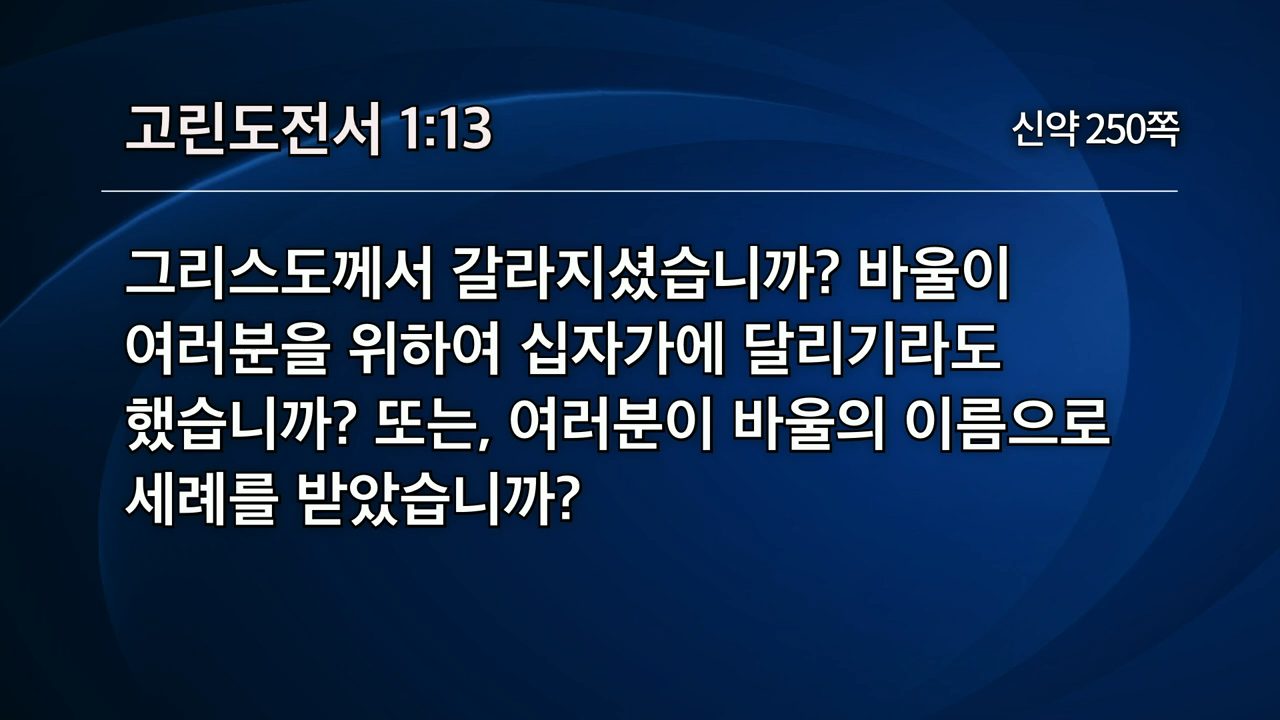 고린도전서 1:13
신약 250쪽
그리스도께서 갈라지셨습니까? 바울이
여러분을 위하여 십자가에 달리기라도
했습니까? 또는, 여러분이 바울의 이름으로
세례를 받았습니까?